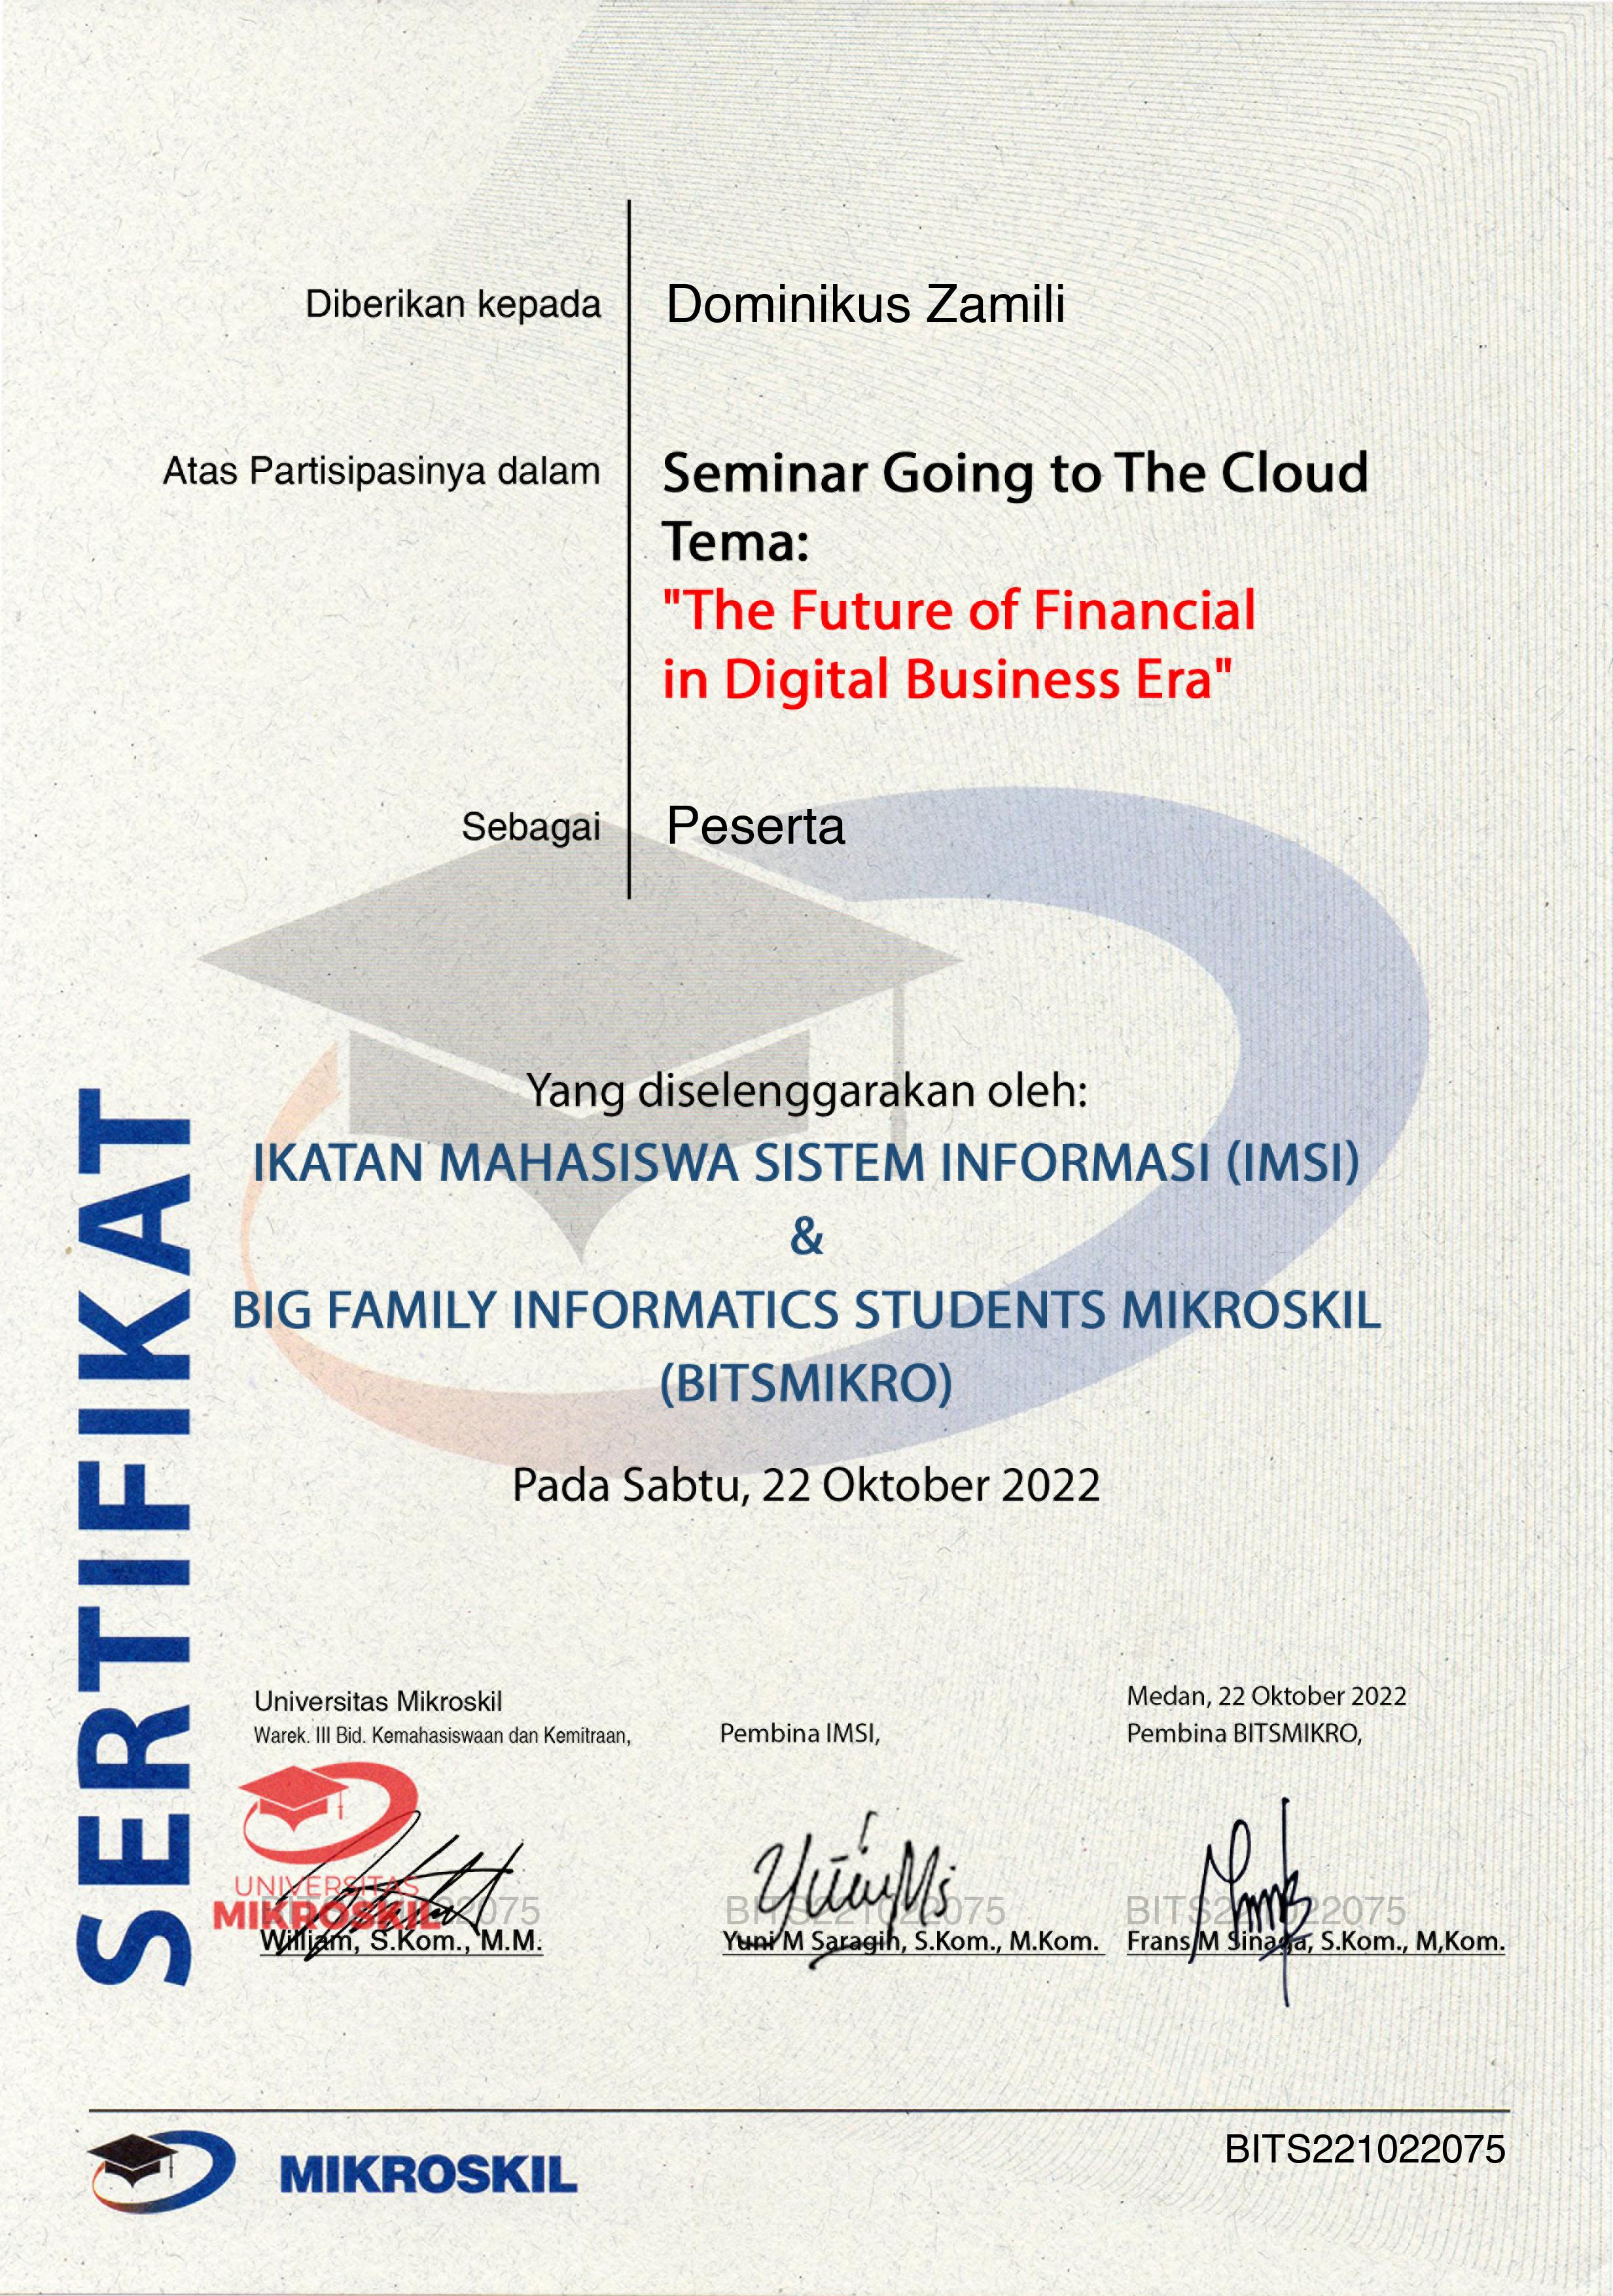 Diberikan kepada
Dominikus Zamili
Atas Partisipasinya dalam
Seminar Going to The Cloud
Tema:
"The Future of Financial
in Digital Business Era"
Sebagai
Peserta
SERTIFIKAT
Yang diselenggarakan oleh:
IKATAN MAHASISWA SISTEM INFORMASI (IMSI)
&
BIG FAMILY INFORMATICS STUDENTS MIKROSKIL
(BITSMIKRO)
Pada Sabtu, 22 Oktober 2022
Universitas Mikroskil
Warek. III Bid. Kemahasiswaan dan Kemitraan,
UNIVERSITAS
MIKROSKIL
BITS221022075
William, S.Kom., M.M.
Pembina IMSI,
BITS221022075
Yuni M Saragih, S.Kom., M.Kom.
Medan, 22 Oktober 2022
Pembina BITSMIKRO,
BITS221022075
Frans M Sinaga, S.Kom., M,Kom.
MIKROSKIL
BITS221022075